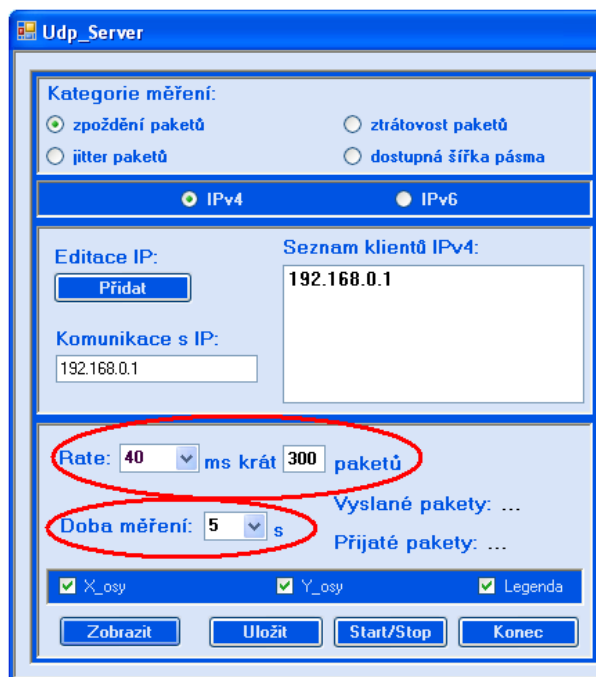 Udp_Server
Kategorie měření:
zpoždění paketů ztrátovost paketů
jitter paketů dostupná šířka pásma
IPv4 IPv6
Editace IP:
Přidat
Seznam klientů IPv4:
192.168.0.1
Komunikace s IP:
192.168.0.1
Rate: 40 ms krát 300 paketů
Vyslané pakety: ...
Doba měření: 5 s
Přijaté pakety: ...
X_osy Y_osy Legenda
Zobrazit Uložit Start/Stop Konec